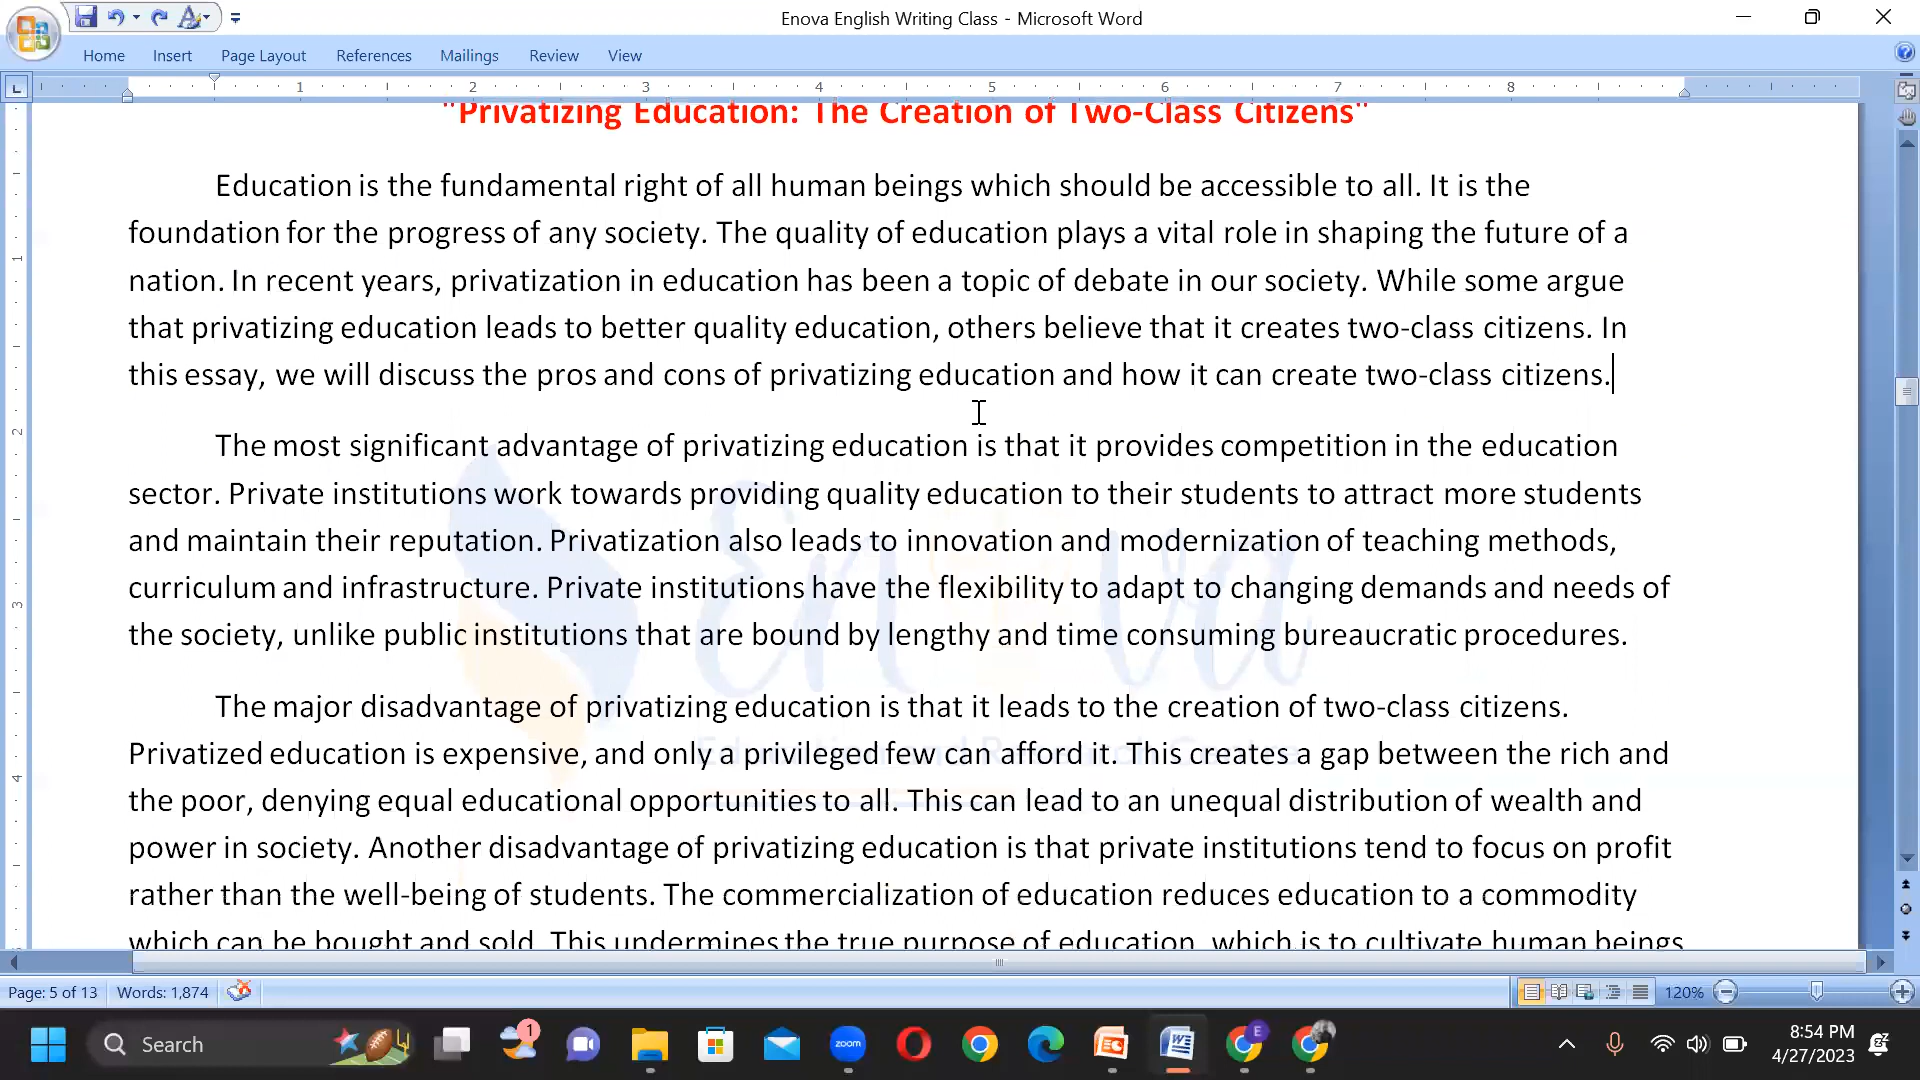 Enova English Writing Class - Microsoft Word
Home Insert Page Layout References Mailings Review View
1 2 3 4 5 6 7 8
"Privatizing Education: The Creation of Two-Class Citizens"
Education is the fundamental right of all human beings which should be accessible to all. It is the
foundation for the progress of any society. The quality of education plays a vital role in shaping the future of a
nation. In recent years, privatization in education has been a topic of debate in our society. While some argue
that privatizing education leads to better quality education, others believe that it creates two-class citizens. In
this essay, we will discuss the pros and cons of privatizing education and how it can create two-class citizens.
The most significant advantage of privatizing education is that it provides competition in the education
sector. Private institutions work towards providing quality education to their students to attract more students
and maintain their reputation. Privatization also leads to innovation and modernization of teaching methods,
curriculum and infrastructure. Private institutions have the flexibility to adapt to changing demands and needs of
the society, unlike public institutions that are bound by lengthy and time consuming bureaucratic procedures.
The major disadvantage of privatizing education is that it leads to the creation of two-class citizens.
Privatized education is expensive, and only a privileged few can afford it. This creates a gap between the rich and
the poor, denying equal educational opportunities to all. This can lead to an unequal distribution of wealth and
power in society. Another disadvantage of privatizing education is that private institutions tend to focus on profit
rather than the well-being of students. The commercialization of education reduces education to a commodity
which can be bought and sold. This undermines the true purpose of education, which is to cultivate human beings
Enova
Page: 5 of 13 Words: 1,874 120%
Search 1 zoom E 8:54 PM
4/27/2023